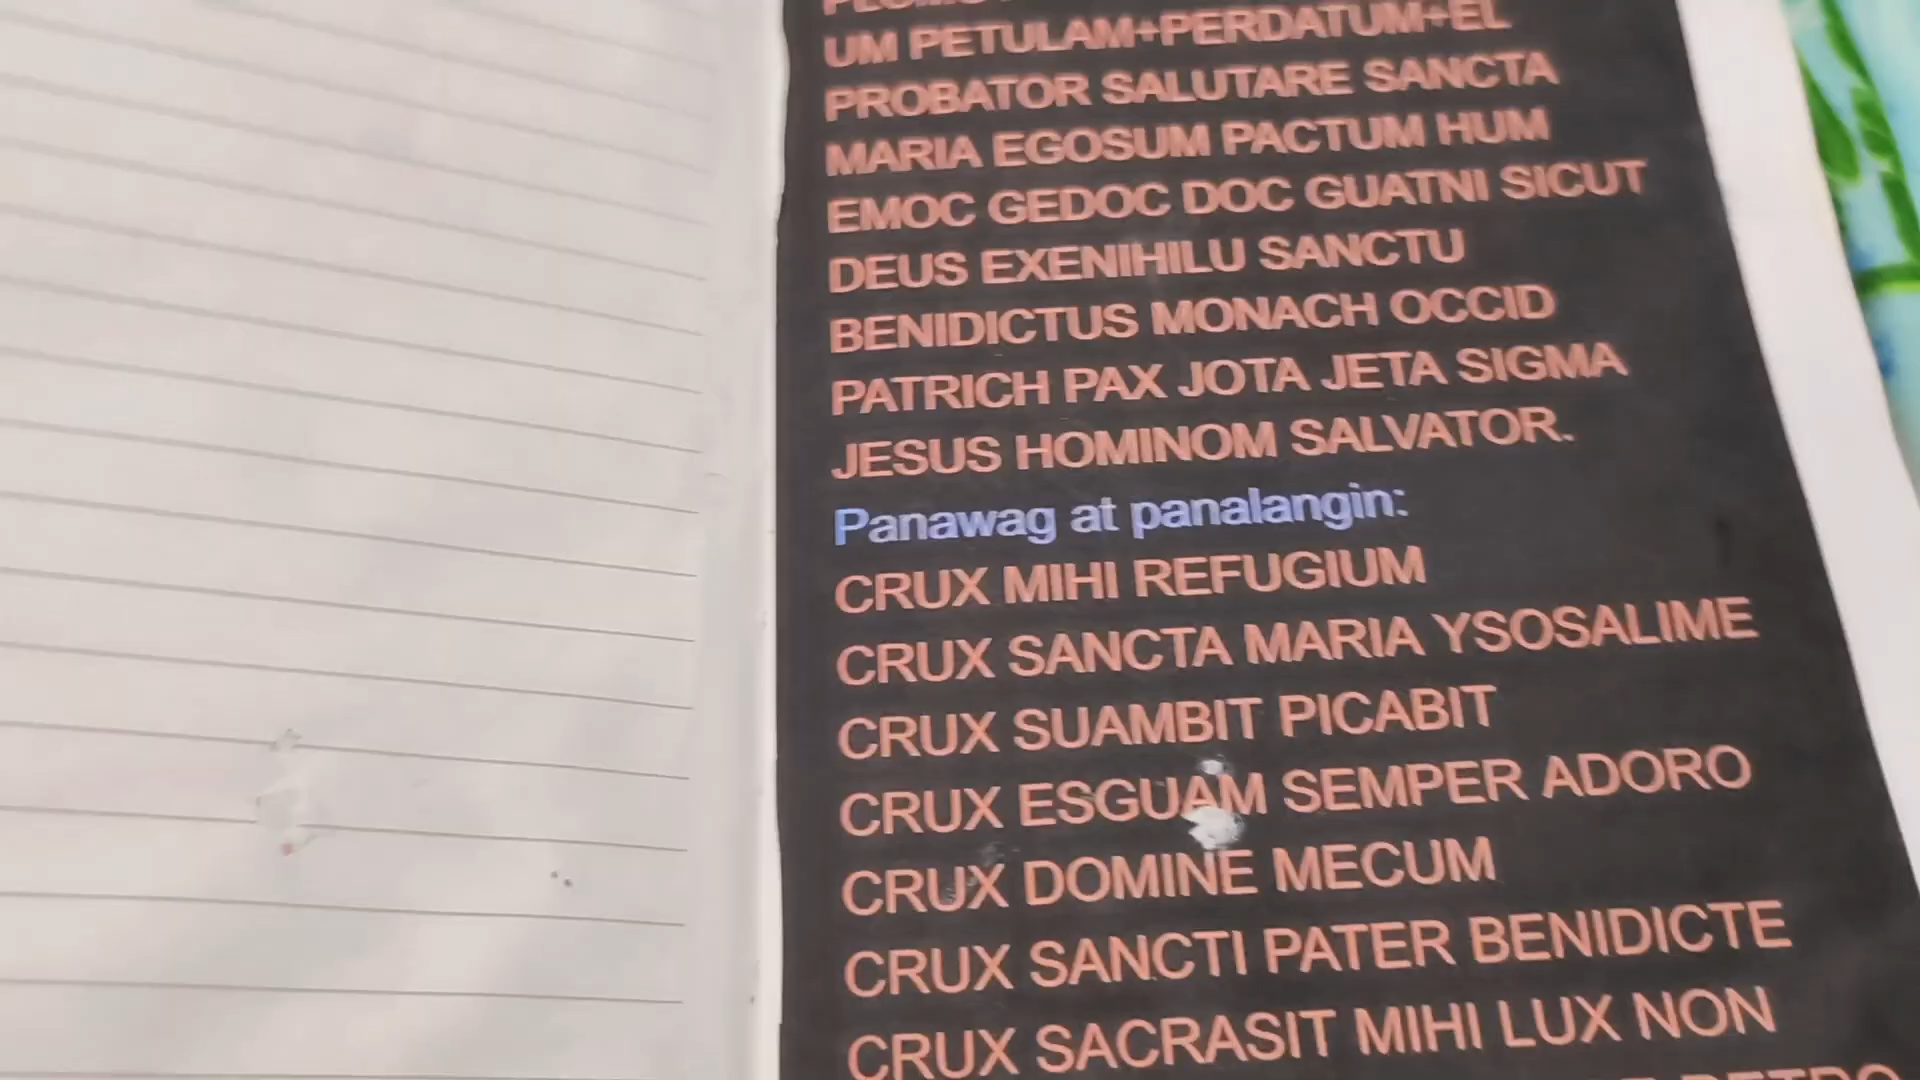 UM PETULAM+PERDATUM+EL
PROBATOR SALUTARE SANCTA
MARIA EGOSUM PACTUM HUM
EMOC GEDOC DOC GUATNI SICUT
DEUS EXENIHILU SANCTU
BENIDICTUS MONACH OCCID
PATRICH PAX JOTA JETA SIGMA
JESUS HOMINOM SALVATOR.
Panawag at panalangin:
CRUX MIHI REFUGIUM
CRUX SANCTA MARIA YSOSALIME
CRUX SUAMBIT PICABIT
CRUX ESGUAM SEMPER ADORO
CRUX DOMINE MECUM
CRUX SANCTI PATER BENIDICTE
CRUX SACRASIT MIHI LUX NON